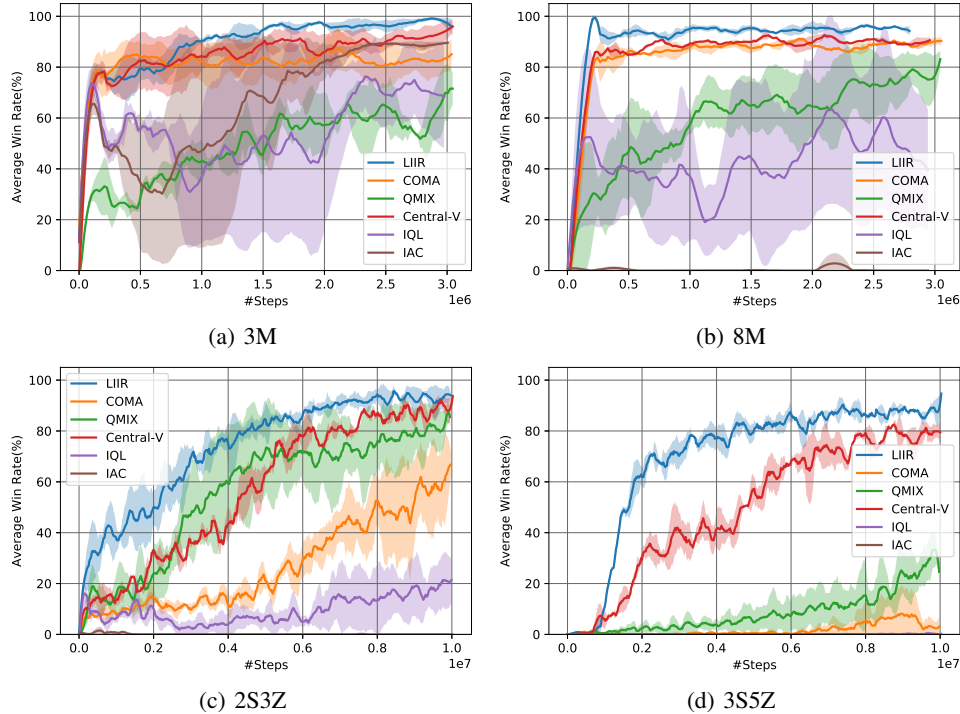 100
80
60
40
20
0
Average Win Rate(%)
LIIR
COMA
QMIX
Central-V
IQL
IAC
0.0 0.5 1.0 1.5 2.0 2.5 3.0
1e6
#Steps
(a) 3M
100
80
60
40
20
0
Average Win Rate(%)
LIIR
COMA
QMIX
Central-V
IQL
IAC
0.0 0.5 1.0 1.5 2.0 2.5 3.0
1e6
#Steps
(b) 8M
100
80
60
40
20
0
Average Win Rate(%)
LIIR
COMA
QMIX
Central-V
IQL
IAC
0.0 0.2 0.4 0.6 0.8 1.0
1e7
#Steps
(c) 2S3Z
100
80
60
40
20
0
Average Win Rate(%)
LIIR
COMA
QMIX
Central-V
IQL
IAC
0.0 0.2 0.4 0.6 0.8 1.0
1e7
#Steps
(d) 3S5Z